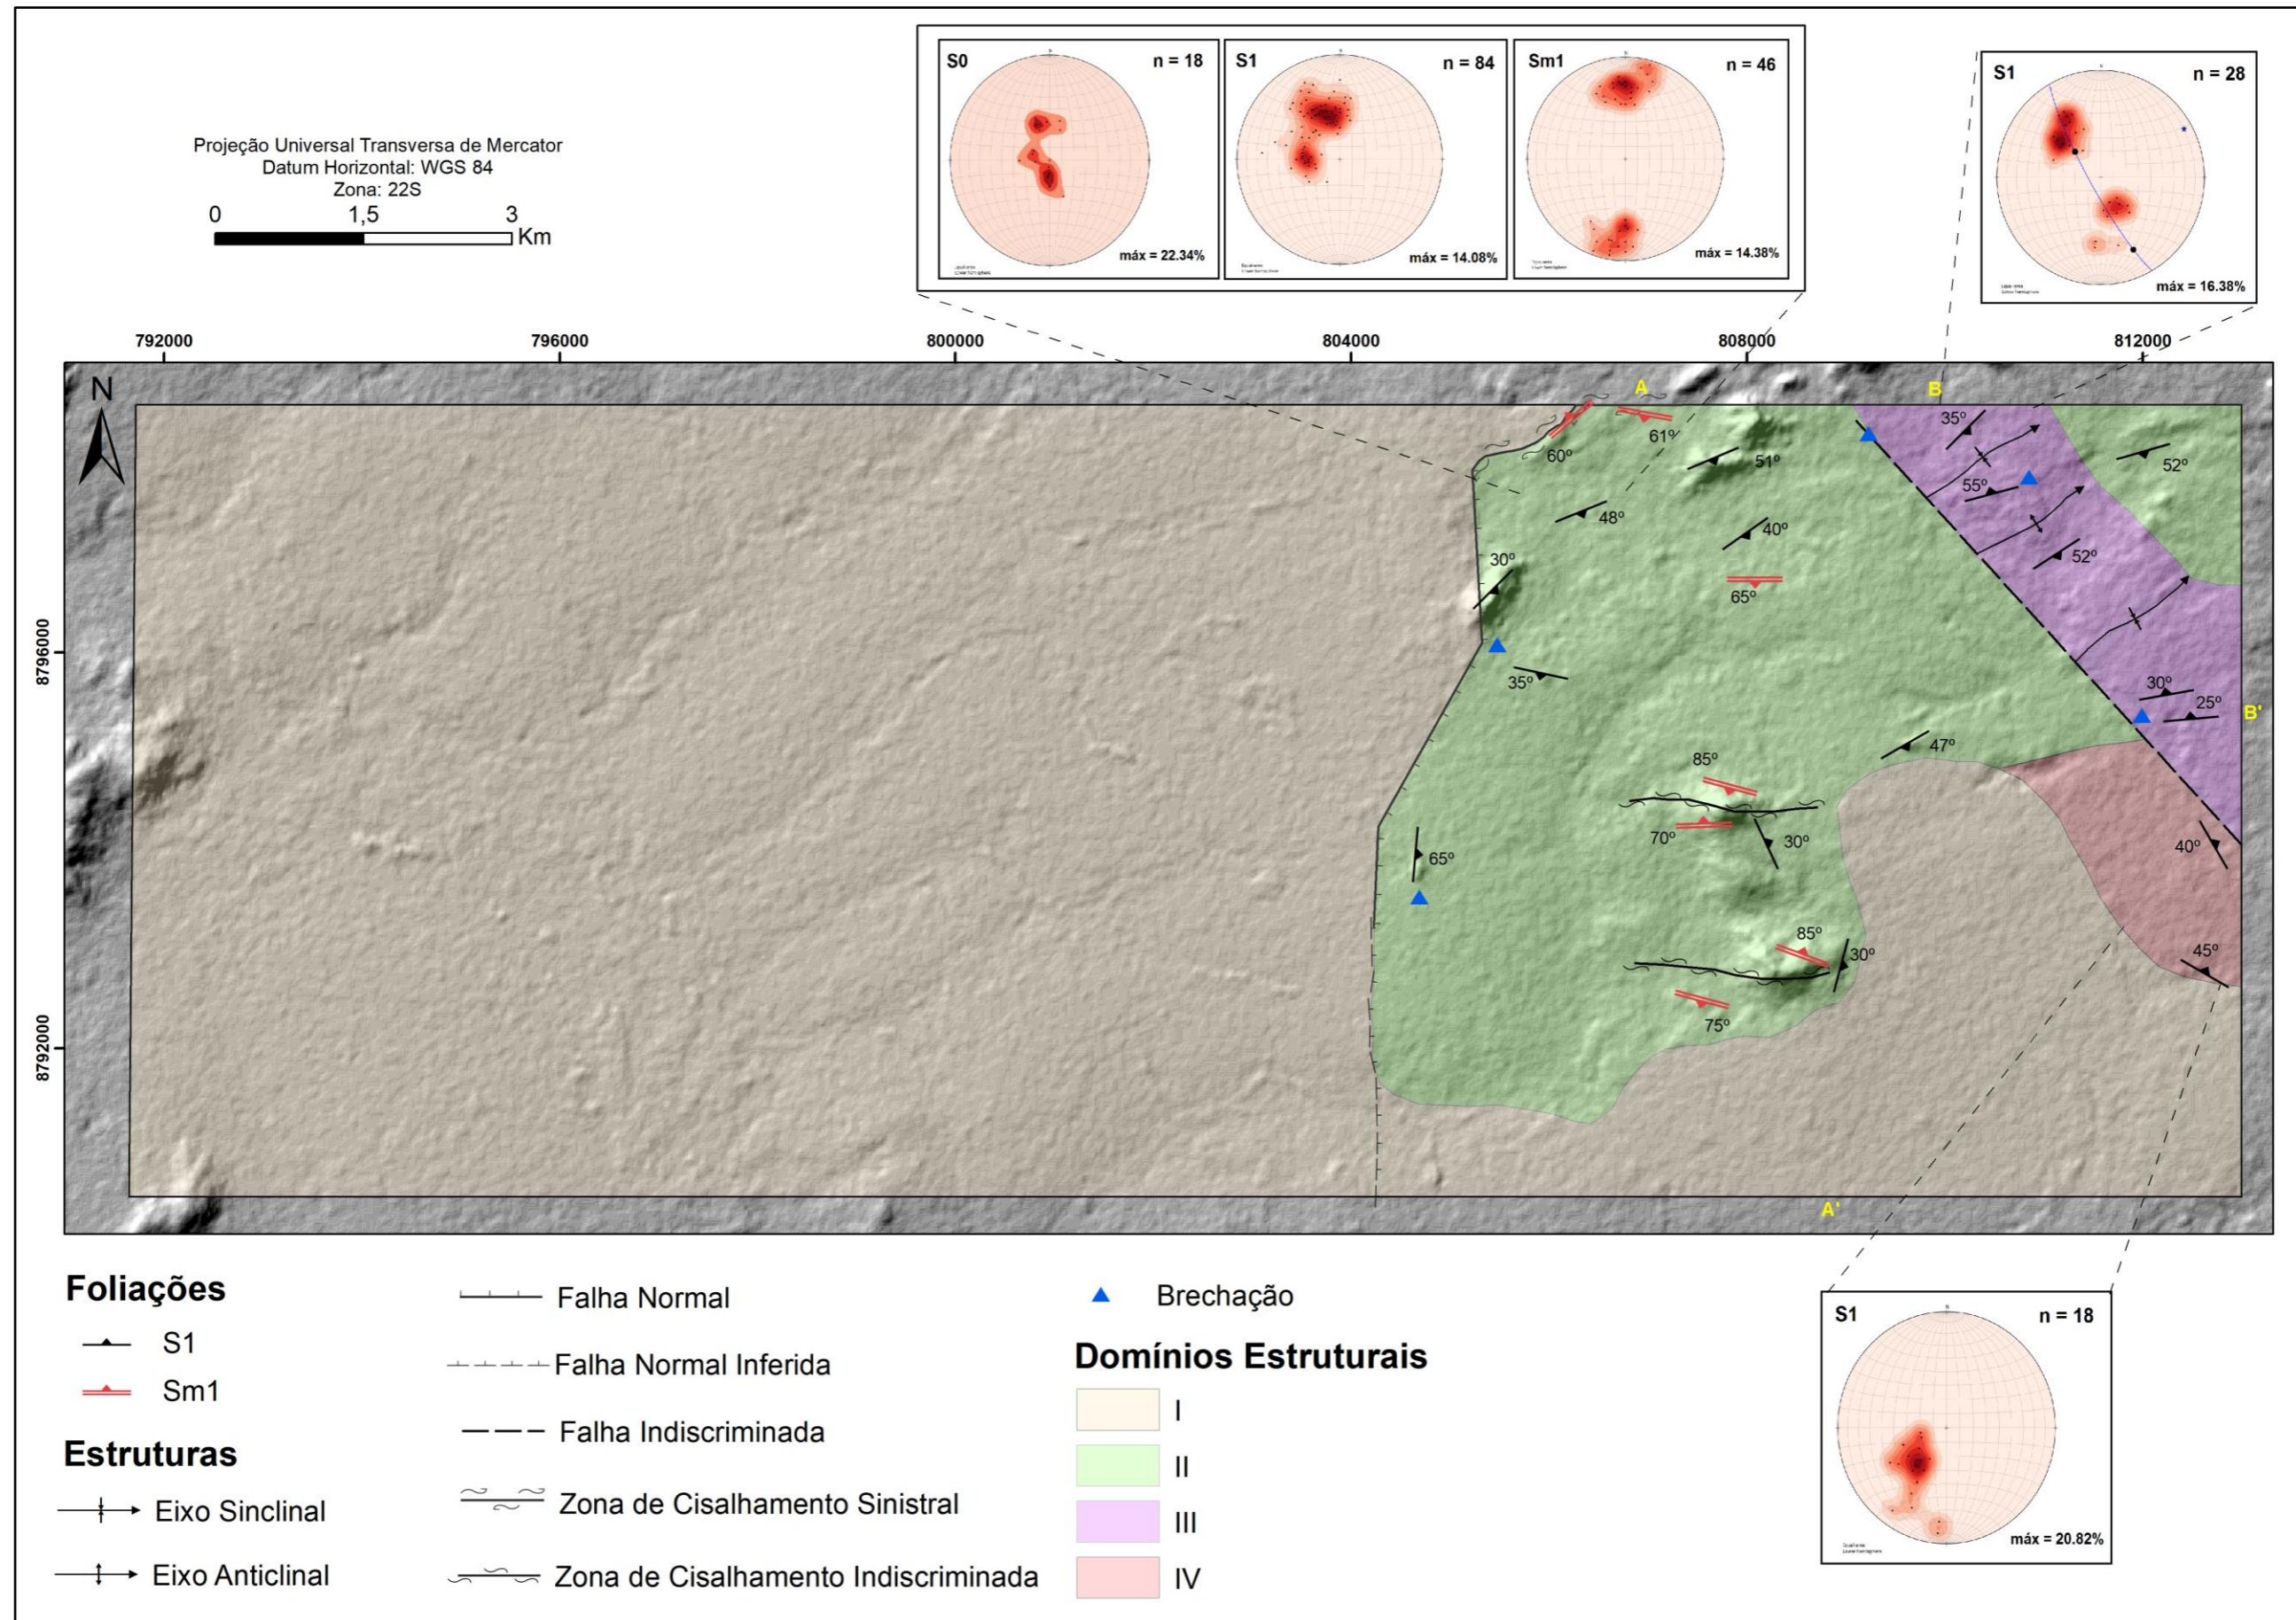 S0
n = 18
máx = 22.34%
S1
n = 84
máx = 14.08%
Sm1
n = 46
máx = 14.38%
S1
n = 28
máx = 16.38%
Projeção Universal Transversa de Mercator
Datum Horizontal: WGS 84
Zona: 22S
0 1,5 3
Km
792000 796000 800000 804000 808000 812000
N
A
B
35º
61º
60º
51º
52º
55º
48º
40º
52º
30º
65º
8796000
35º
30º
25º
B'
47º
85º
70º
30º
40º
65º
85º
30º
45º
75º
8792000
A'
Foliações
S1
Sm1
Estruturas
Eixo Sinclinal
Eixo Anticlinal
Falha Normal
Falha Normal Inferida
Falha Indiscriminada
Zona de Cisalhamento Sinistral
Zona de Cisalhamento Indiscriminada
Brechação
Domínios Estruturais
I
II
III
IV
S1
n = 18
máx = 20.82%